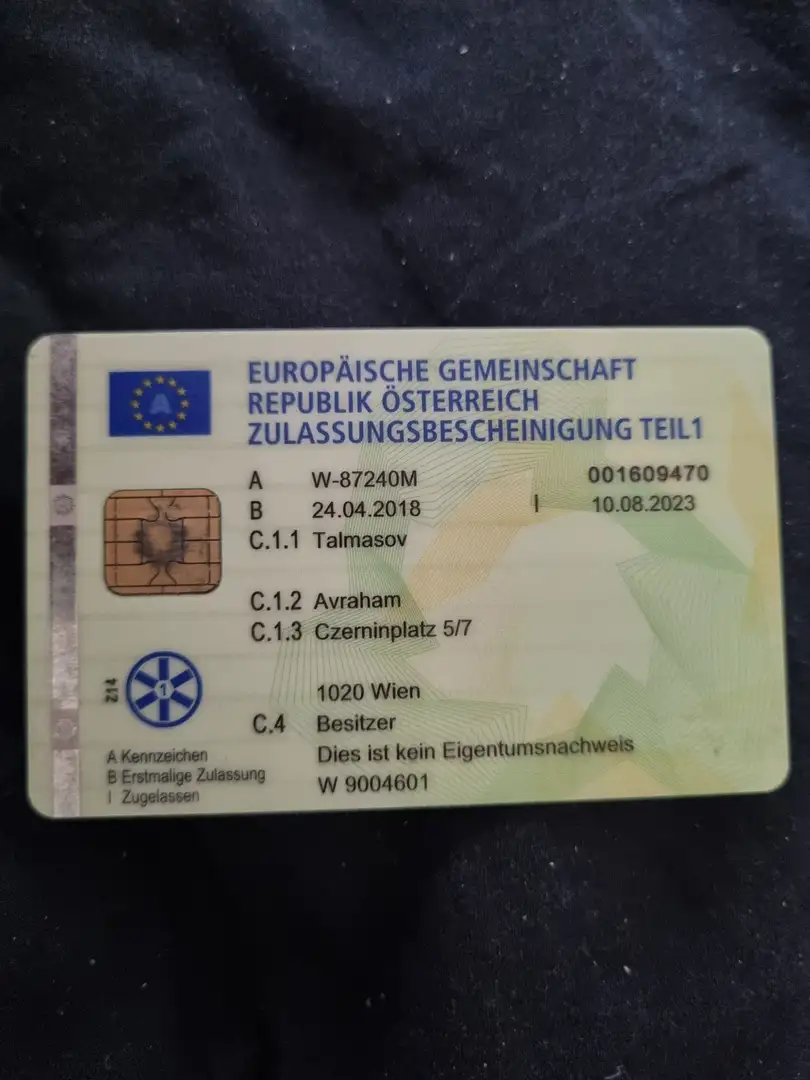 EUROPÄISCHE GEMEINSCHAFT
REPUBLIK ÖSTERREICH
ZULASSUNGSBESCHEINIGUNG TEIL1
A W-87240M 001609470
B 24.04.2018 I 10.08.2023
C.1.1 Talmasov
C.1.2 Avraham
C.1.3 Czerninplatz 5/7
1020 Wien
C.4 Besitzer
Dies ist kein Eigentumsnachweis
W 9004601
A
Z14
1
A Kennzeichen
B Erstmalige Zulassung
I Zugelassen